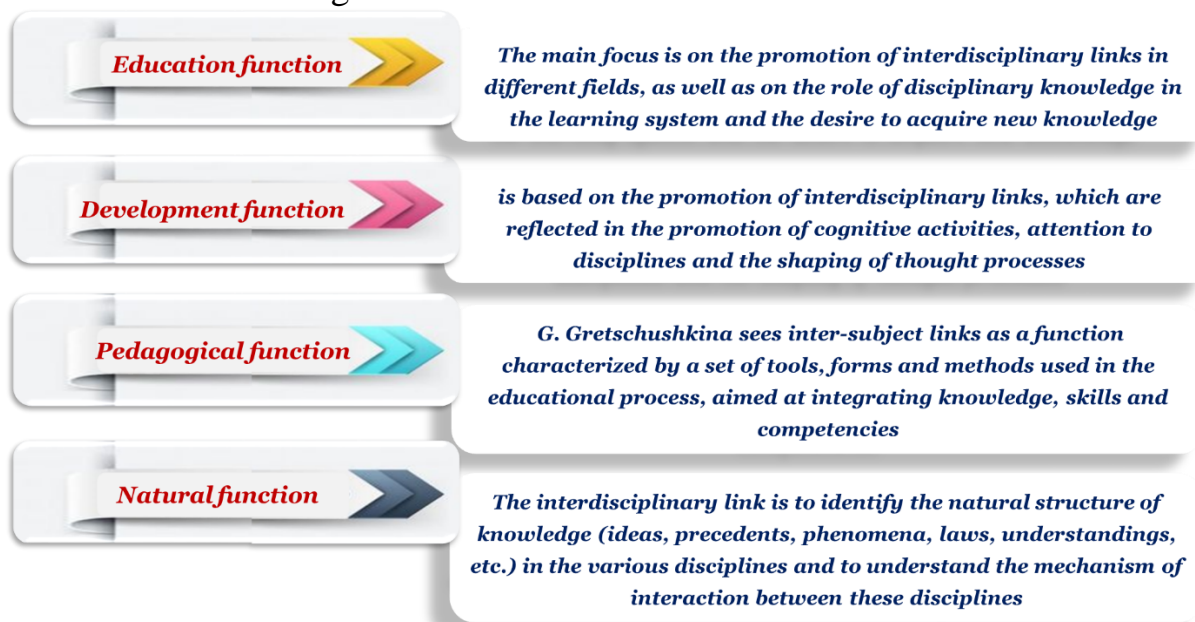 Education function
The main focus is on the promotion of interdisciplinary links in
different fields, as well as on the role of disciplinary knowledge in
the learning system and the desire to acquire new knowledge
Development function
is based on the promotion of interdisciplinary links, which are
reflected in the promotion of cognitive activities, attention to
disciplines and the shaping of thought processes
Pedagogical function
G. Gretschushkina sees inter-subject links as a function
characterized by a set of tools, forms and methods used in the
educational process, aimed at integrating knowledge, skills and
competencies
Natural function
The interdisciplinary link is to identify the natural structure of
knowledge (ideas, precedents, phenomena, laws, understandings,
etc.) in the various disciplines and to understand the mechanism of
interaction between these disciplines